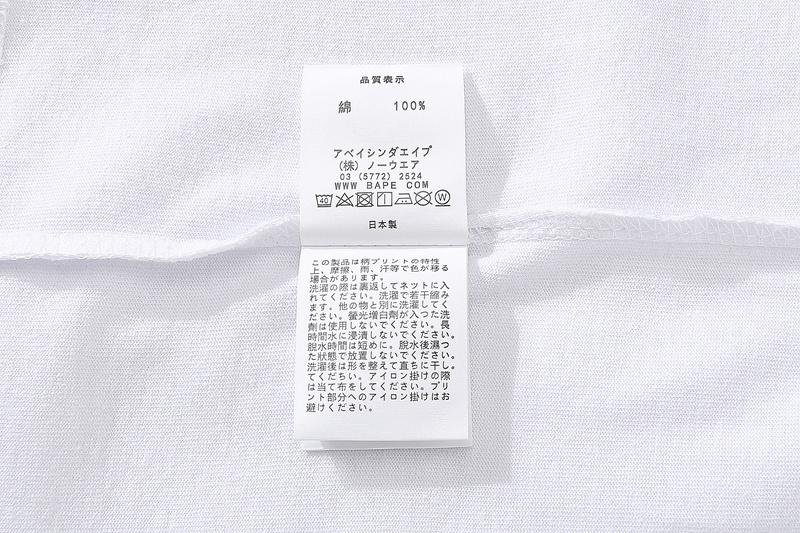 品質表示
綿 100%
アベイシンダエイプ
(株) ノーウエア
03 (5772) 2524
WWW BAPE COM
40 W
日本製
この製品は柄プリントの特性
上、摩擦、雨、汗等で色が移る
場合があります。
洗濯の際は裏返してネットに入
れてください。洗濯で若干縮み
ます。他の物と別に洗濯してく
ださい。螢光増白剤が入つた洗
剤は使用しないでください。長
時間水に浸漬しないでください。
脱水時間は短めに。脱水後濕つ
た状態で放置しないでください。
洗濯後は形を整えて直ちに干し。
てくだちい。アイロン掛けの際
は当て布をしてください。プリ
ント部分へのアイロン掛けはお
避けください。